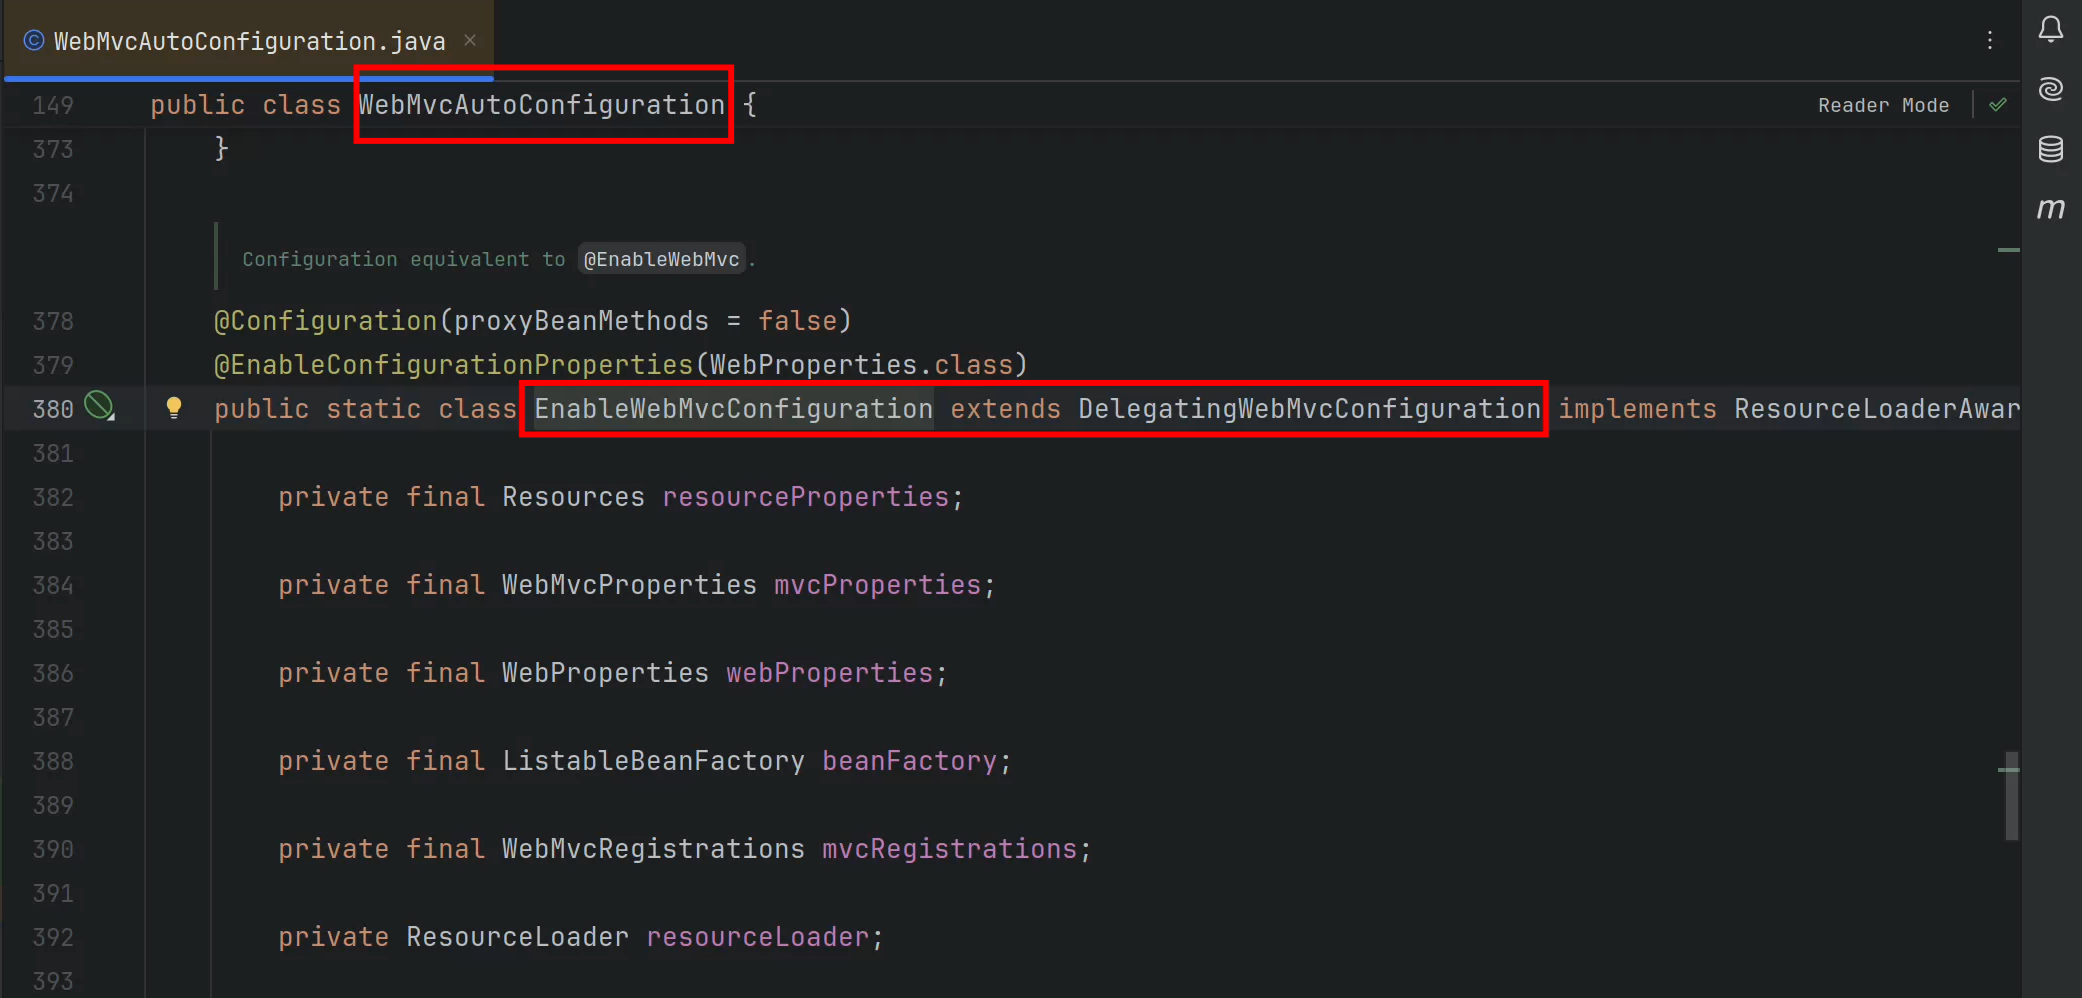 WebMvcAutoConfiguration.java
149 public class WebMvcAutoConfiguration {
Reader Mode
373 }
374
Configuration equivalent to @EnableWebMvc.
378 @Configuration(proxyBeanMethods = false)
379 @EnableConfigurationProperties(WebProperties.class)
380 public static class EnableWebMvcConfiguration extends DelegatingWebMvcConfiguration implements ResourceLoaderAwar
381
382 private final Resources resourceProperties;
383
384 private final WebMvcProperties mvcProperties;
385
386 private final WebProperties webProperties;
387
388 private final ListableBeanFactory beanFactory;
389
390 private final WebMvcRegistrations mvcRegistrations;
391
392 private ResourceLoader resourceLoader;
393
m